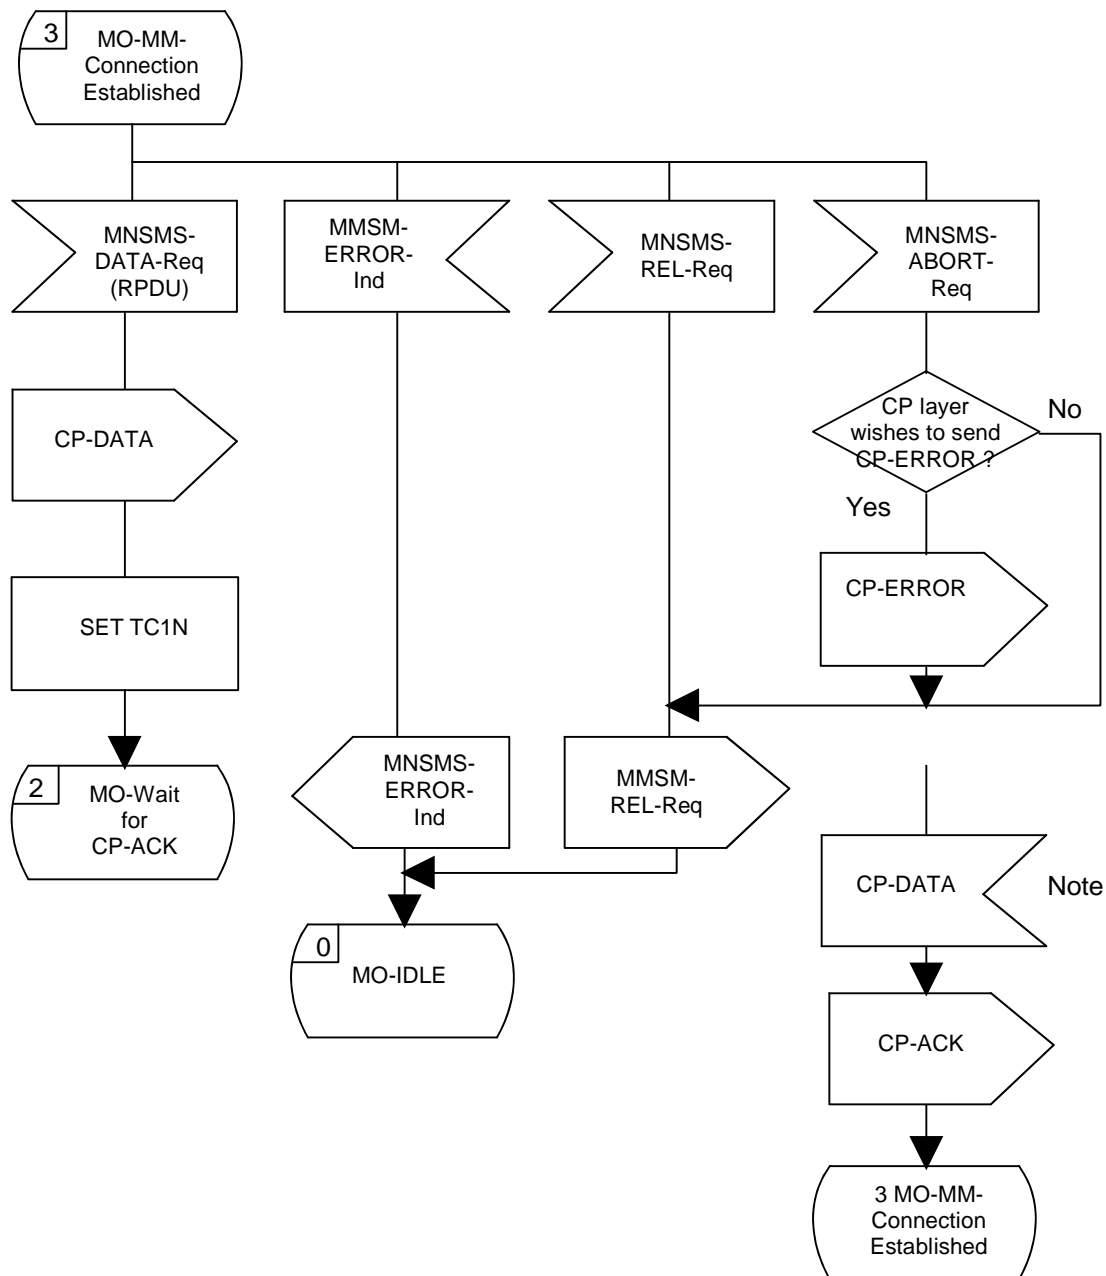 3
MO-MM-
Connection
Established
MNSMS-
DATA-Req
(RPDU)
MMSM-
ERROR-
Ind
MNSMS-
REL-Req
MNSMS-
ABORT-
Req
CP-DATA
CP layer
wishes to send
CP-ERROR ?
No
Yes
SET TC1N
CP-ERROR
2
MO-Wait
for
CP-ACK
MNSMS-
ERROR-
Ind
MMSM-
REL-Req
CP-DATA
Note
0
MO-IDLE
CP-ACK
3 MO-MM-
Connection
Established